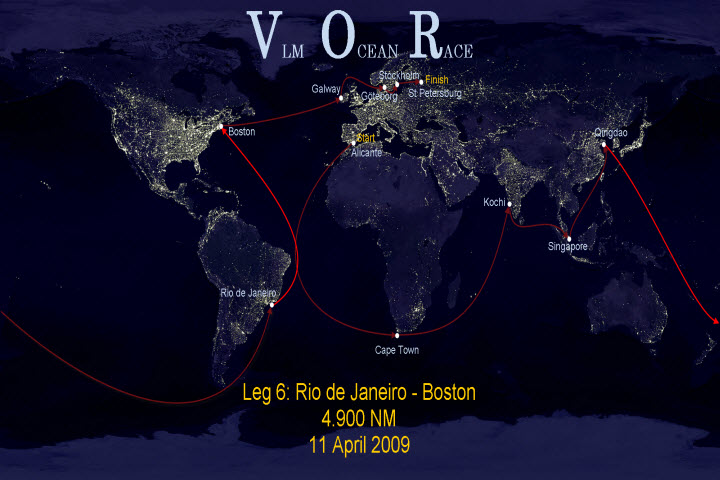 VLM OCEAN RACE
Stockholm
Finish
Galway
Göteborg
St Petersburg
Boston
Start
Alicante
Qingdao
Kochi
Singapore
Rio de Janeiro
Cape Town
Leg 6: Rio de Janeiro - Boston
4.900 NM
11 April 2009